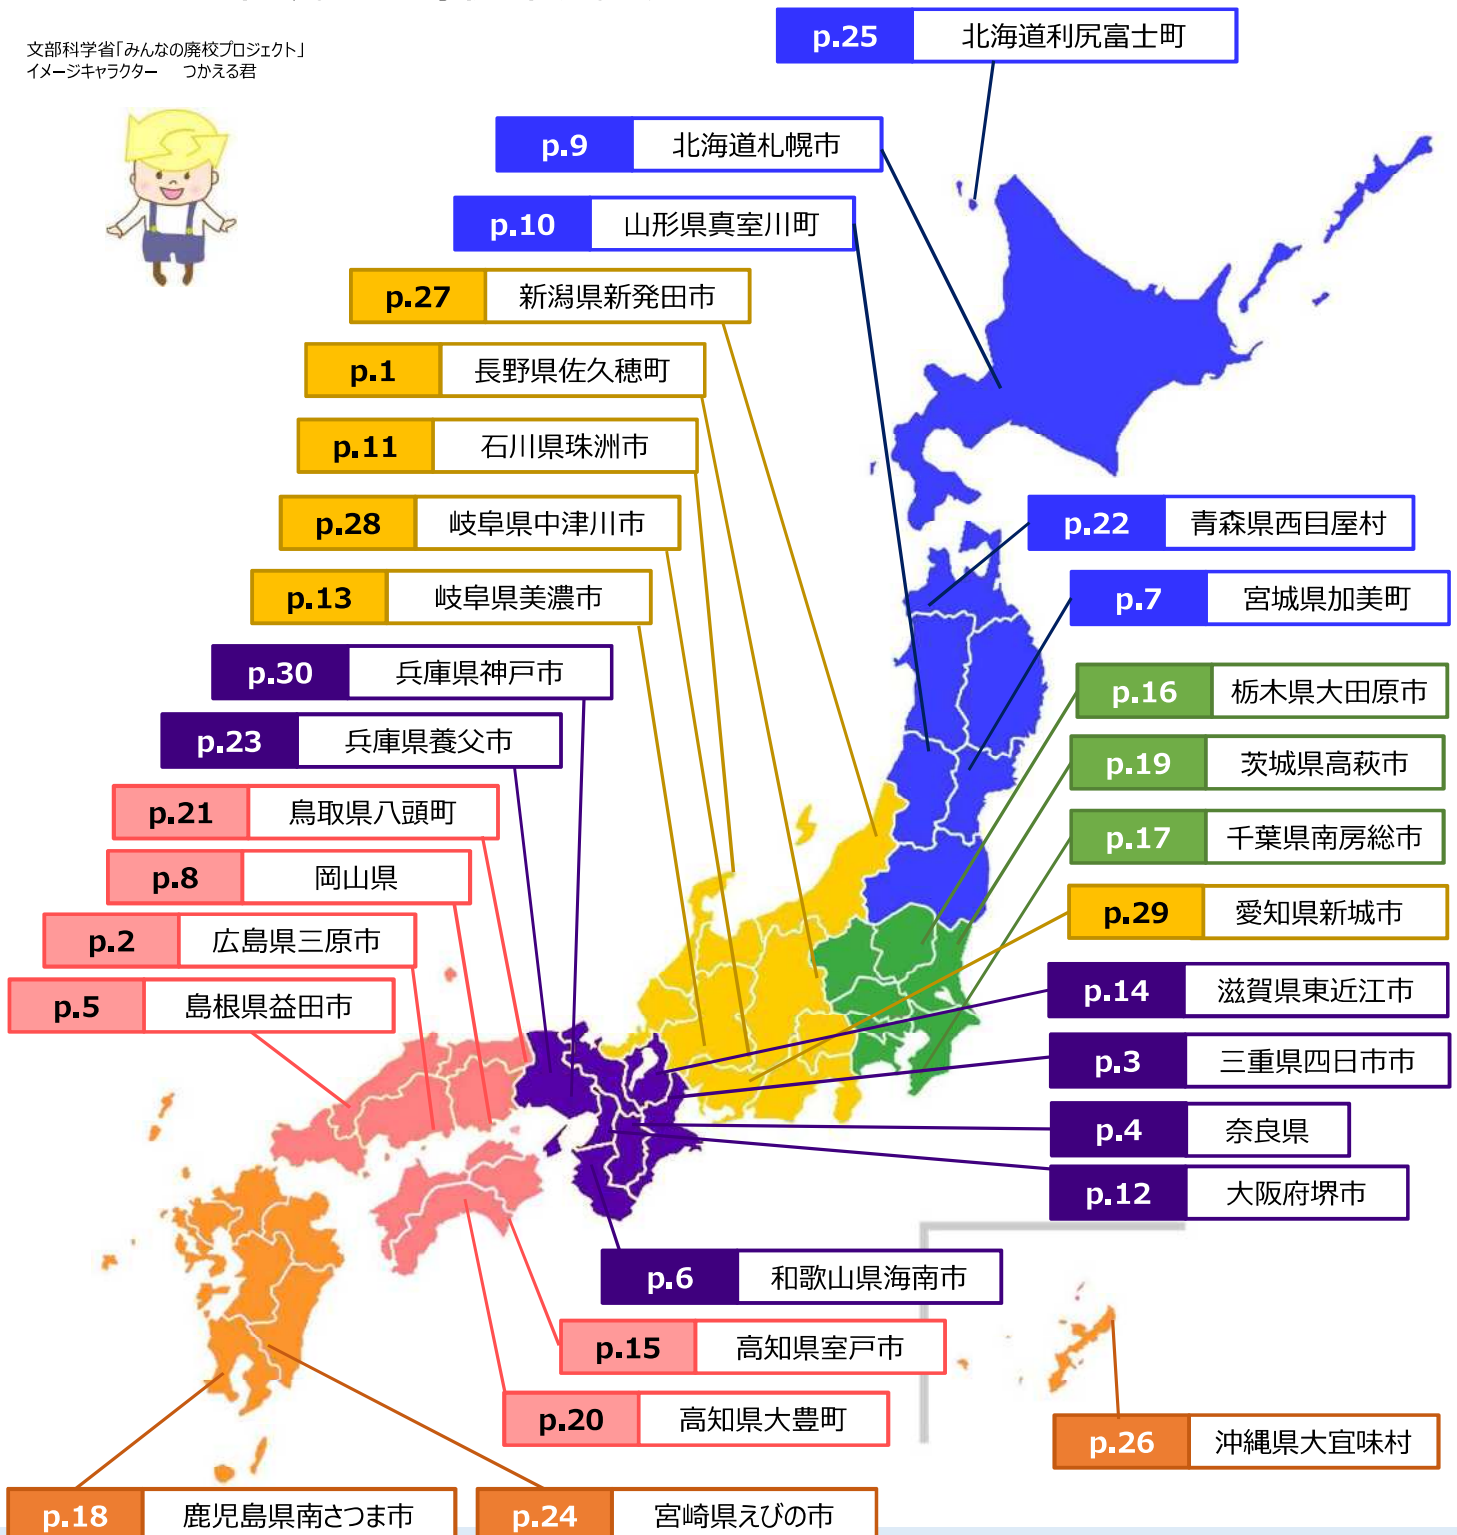 文部科学省「みんなの廃校プロジェクト」
イメージキャラクター　つかえる君
p.25 北海道利尻富士町
p.9 北海道札幌市
p.10 山形県真室川町
p.27 新潟県新発田市
p.1 長野県佐久穂町
p.11 石川県珠洲市
p.28 岐阜県中津川市
p.13 岐阜県美濃市
p.30 兵庫県神戸市
p.23 兵庫県養父市
p.21 鳥取県八頭町
p.8 岡山県
p.2 広島県三原市
p.5 島根県益田市
p.22 青森県西目屋村
p.7 宮城県加美町
p.16 栃木県大田原市
p.19 茨城県高萩市
p.17 千葉県南房総市
p.29 愛知県新城市
p.14 滋賀県東近江市
p.3 三重県四日市市
p.4 奈良県
p.12 大阪府堺市
p.6 和歌山県海南市
p.15 高知県室戸市
p.20 高知県大豊町
p.26 沖縄県大宜味村
p.18 鹿児島県南さつま市
p.24 宮崎県えびの市